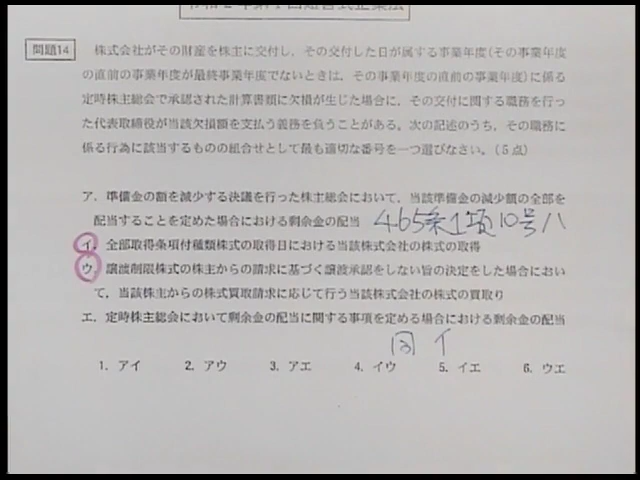 問題14
株式会社がその財産を株主に交付し、その交付した日が属する事業年度(その事業年度
の直前の事業年度が最終事業年度でないときは、その事業年度の直前の事業年度)に係る
定時株主総会で承認された計算書類に欠損が生じた場合に、その交付に関する職務を行っ
た代表取締役が当該欠損額を支払う義務を負うことがある。次の記述のうち、その職務に
係る行為に該当するものの組合せとして最も適切な番号を一つ選びなさい。(5点)
ア．準備金の額を減少する決議を行った株主総会において、当該準備金の減少額の全部を
配当することを定めた場合における剰余金の配当 465条1項10号ハ
イ．全部取得条項付種類株式の取得日における当該株式会社の株式の取得
ウ．譲渡制限株式の株主からの請求に基づく譲渡承認をしない旨の決定をした場合におい
て、当該株主からの株式買取請求に応じて行う当該株式会社の株式の買取り
エ．定時株主総会において剰余金の配当に関する事項を定める場合における剰余金の配当
同 イ
1．アイ 2．アウ 3．アエ 4．イウ 5．イエ 6．ウエ